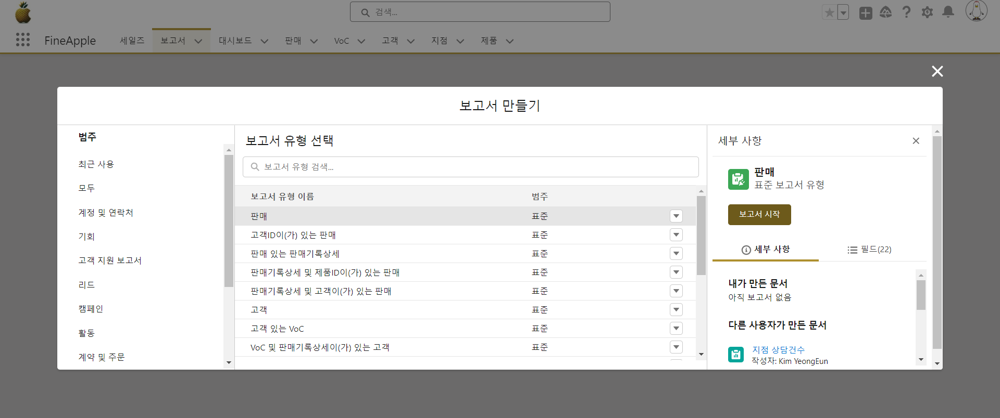 검색...
FineApple
세일즈
보고서
대시보드
판매
VoC
고객
지점
제품
보고서 만들기
범주
최근 사용
모두
계정 및 연락처
기회
고객 지원 보고서
리드
캠페인
활동
계약 및 주문
보고서 유형 선택
보고서 유형 검색...
보고서 유형 이름 범주
판매 표준
고객ID이(가) 있는 판매 표준
판매 있는 판매기록상세 표준
판매기록상세 및 제품ID이(가) 있는 판매 표준
판매기록상세 및 고객이(가) 있는 판매 표준
고객 표준
고객 있는 VoC 표준
VoC 및 판매기록상세이(가) 있는 고객 표준
세부 사항
판매
표준 보고서 유형
보고서 시작
세부 사항
필드(22)
내가 만든 문서
아직 보고서 없음
다른 사용자가 만든 문서
지점 상담건수
작성자: Kim YeongEun